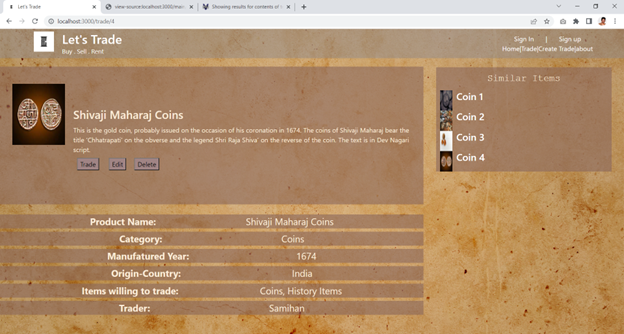 Let's Trade
view-source:localhost:3000/mai
Showing results for contents of t
localhost:3000/trade/4
Let's Trade
Buy . Sell . Rent
Sign In | Sign up
Home|Trade|Create Trade|about
Shivaji Maharaj Coins
This is the gold coin, probably issued on the occasion of his coronation in 1674. The coins of Shivaji Maharaj bear the
title 'Chhatrapati' on the obverse and the legend Shri Raja Shiva' on the reverse of the coin. The text is in Dev Nagari
script.
Trade Edit Delete
Similar Items
Coin 1
Coin 2
Coin 3
Coin 4
Product Name: Shivaji Maharaj Coins
Category: Coins
Manufatured Year: 1674
Origin-Country: India
Items willing to trade: Coins, History Items
Trader: Samihan